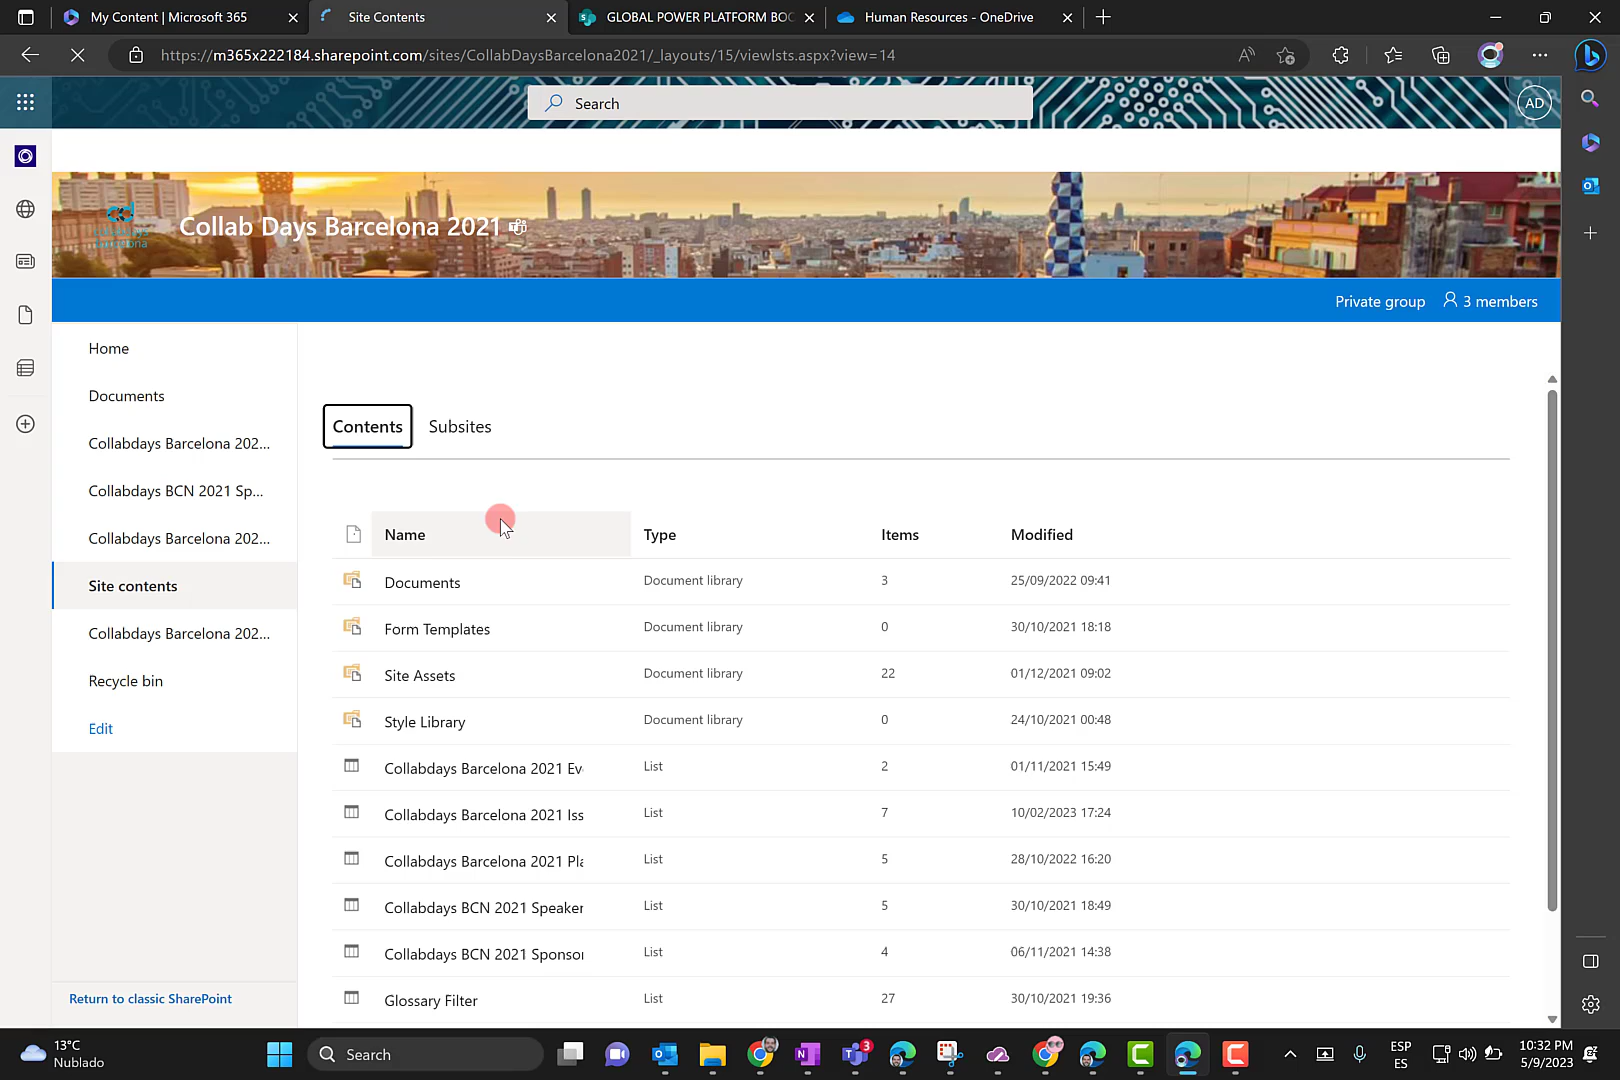 My Content | Microsoft 365
Site Contents
GLOBAL POWER PLATFORM BOO
Human Resources - OneDrive
https://m365x222184.sharepoint.com/sites/CollabDaysBarcelona2021/_layouts/15/viewlsts.aspx?view=14
Search
AD
Collab Days Barcelona 2021
Private group
3 members
Home
Documents
Collabdays Barcelona 202...
Collabdays BCN 2021 Sp...
Collabdays Barcelona 202...
Site contents
Collabdays Barcelona 202...
Recycle bin
Edit
Return to classic SharePoint
Contents
Subsites
Name Type Items Modified
Documents Document library 3 25/09/2022 09:41
Form Templates Document library 0 30/10/2021 18:18
Site Assets Document library 22 01/12/2021 09:02
Style Library Document library 0 24/10/2021 00:48
Collabdays Barcelona 2021 Ev List 2 01/11/2021 15:49
Collabdays Barcelona 2021 Iss List 7 10/02/2023 17:24
Collabdays Barcelona 2021 Pla List 5 28/10/2022 16:20
Collabdays BCN 2021 Speaker List 5 30/10/2021 18:49
Collabdays BCN 2021 Sponsor List 4 06/11/2021 14:38
Glossary Filter List 27 30/10/2021 19:36
13°C
Nublado
Search
3
ESP
ES
10:32 PM
5/9/2023